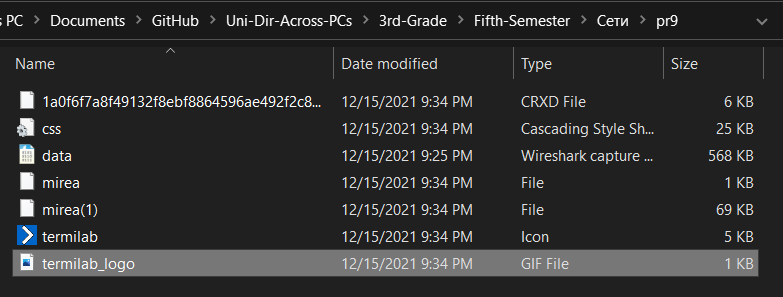 s PC > Documents > GitHub > Uni-Dir-Across-PCs > 3rd-Grade > Fifth-Semester > Сети > pr9
Name Date modified Type Size
1a0f6f7a8f49132f8ebf8864596ae492f2c8... 12/15/2021 9:34 PM CRXD File 6 KB
css 12/15/2021 9:34 PM Cascading Style Sh... 25 KB
data 12/15/2021 9:25 PM Wireshark capture ... 568 KB
mirea 12/15/2021 9:34 PM File 1 KB
mirea(1) 12/15/2021 9:34 PM File 69 KB
termilab 12/15/2021 9:34 PM Icon 5 KB
termilab_logo 12/15/2021 9:34 PM GIF File 1 KB